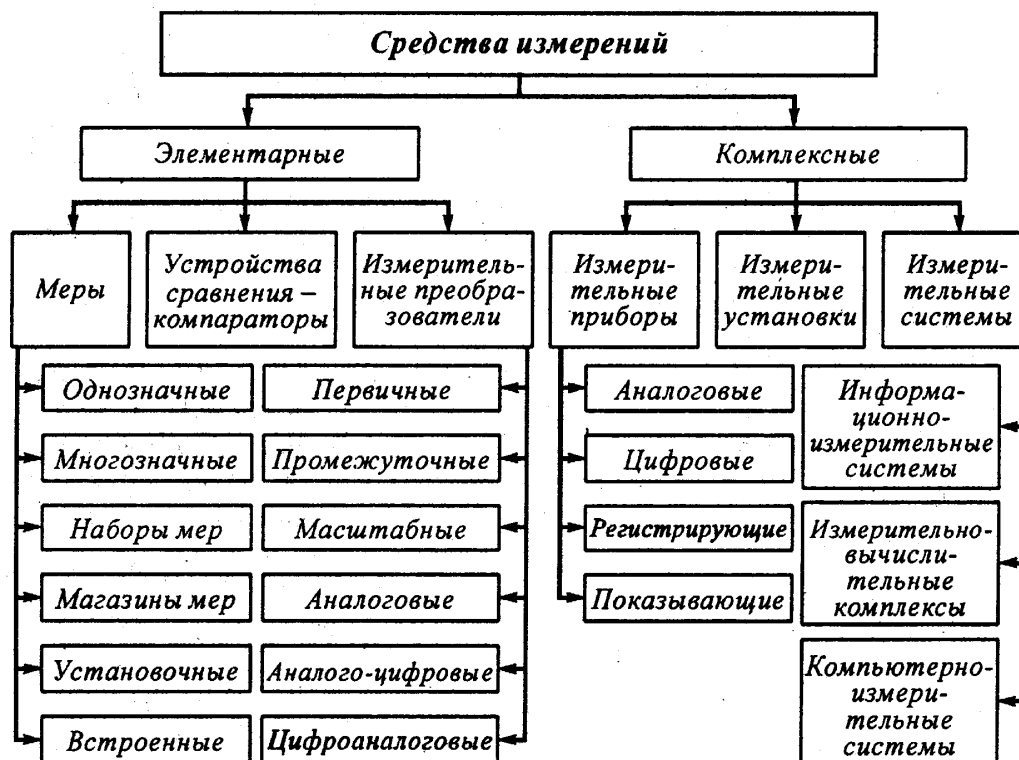 Средства измерений
Элементарные
Комплексные
Меры
Устройства
сравнения –
компараторы
Измеритель-
ные преобра-
зователи
Измери-
тельные
приборы
Измери-
тельные
установки
Измери-
тельные
системы
Однозначные
Многозначные
Наборы мер
Магазины мер
Установочные
Встроенные
Первичные
Промежуточные
Масштабные
Аналоговые
Аналого-цифровые
Цифроаналоговые
Аналоговые
Цифровые
Регистрирующие
Показывающие
Информа-
ционно-
измерительные
системы
Измерительно-
вычисли-
тельные
комплексы
Компьютерно-
измери-
тельные
системы